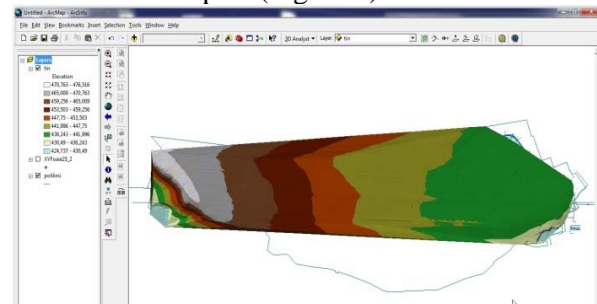 Untitled - ArcMap - ArcInfo
File Edit View Bookmarks Insert Selection Tools Window Help
3D Analyst Layer tin
Layers
tin
Elevation
470,763 - 476,516
465,009 - 470,763
459,256 - 465,009
453,503 - 459,256
447,75 - 453,503
441,996 - 447,75
436,243 - 441,996
430,49 - 436,243
424,737 - 430,49